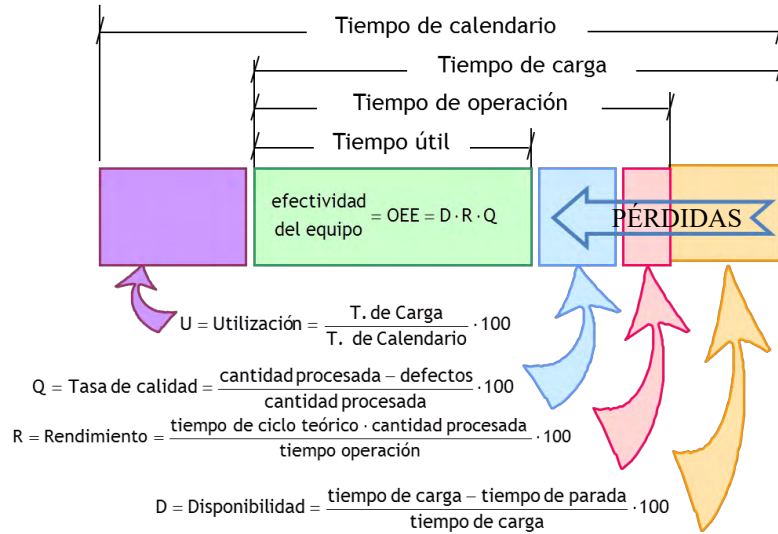 Tiempo de calendario
Tiempo de carga
Tiempo de operación
Tiempo útil
efectividad del equipo = OEE = D · R · Q
PÉRDIDAS
U = Utilización = T. de Carga / T. de Calendario · 100
Q = Tasa de calidad = cantidad procesada − defectos / cantidad procesada · 100
R = Rendimiento = tiempo de ciclo teórico · cantidad procesada / tiempo operación · 100
D = Disponibilidad = tiempo de carga − tiempo de parada / tiempo de carga · 100